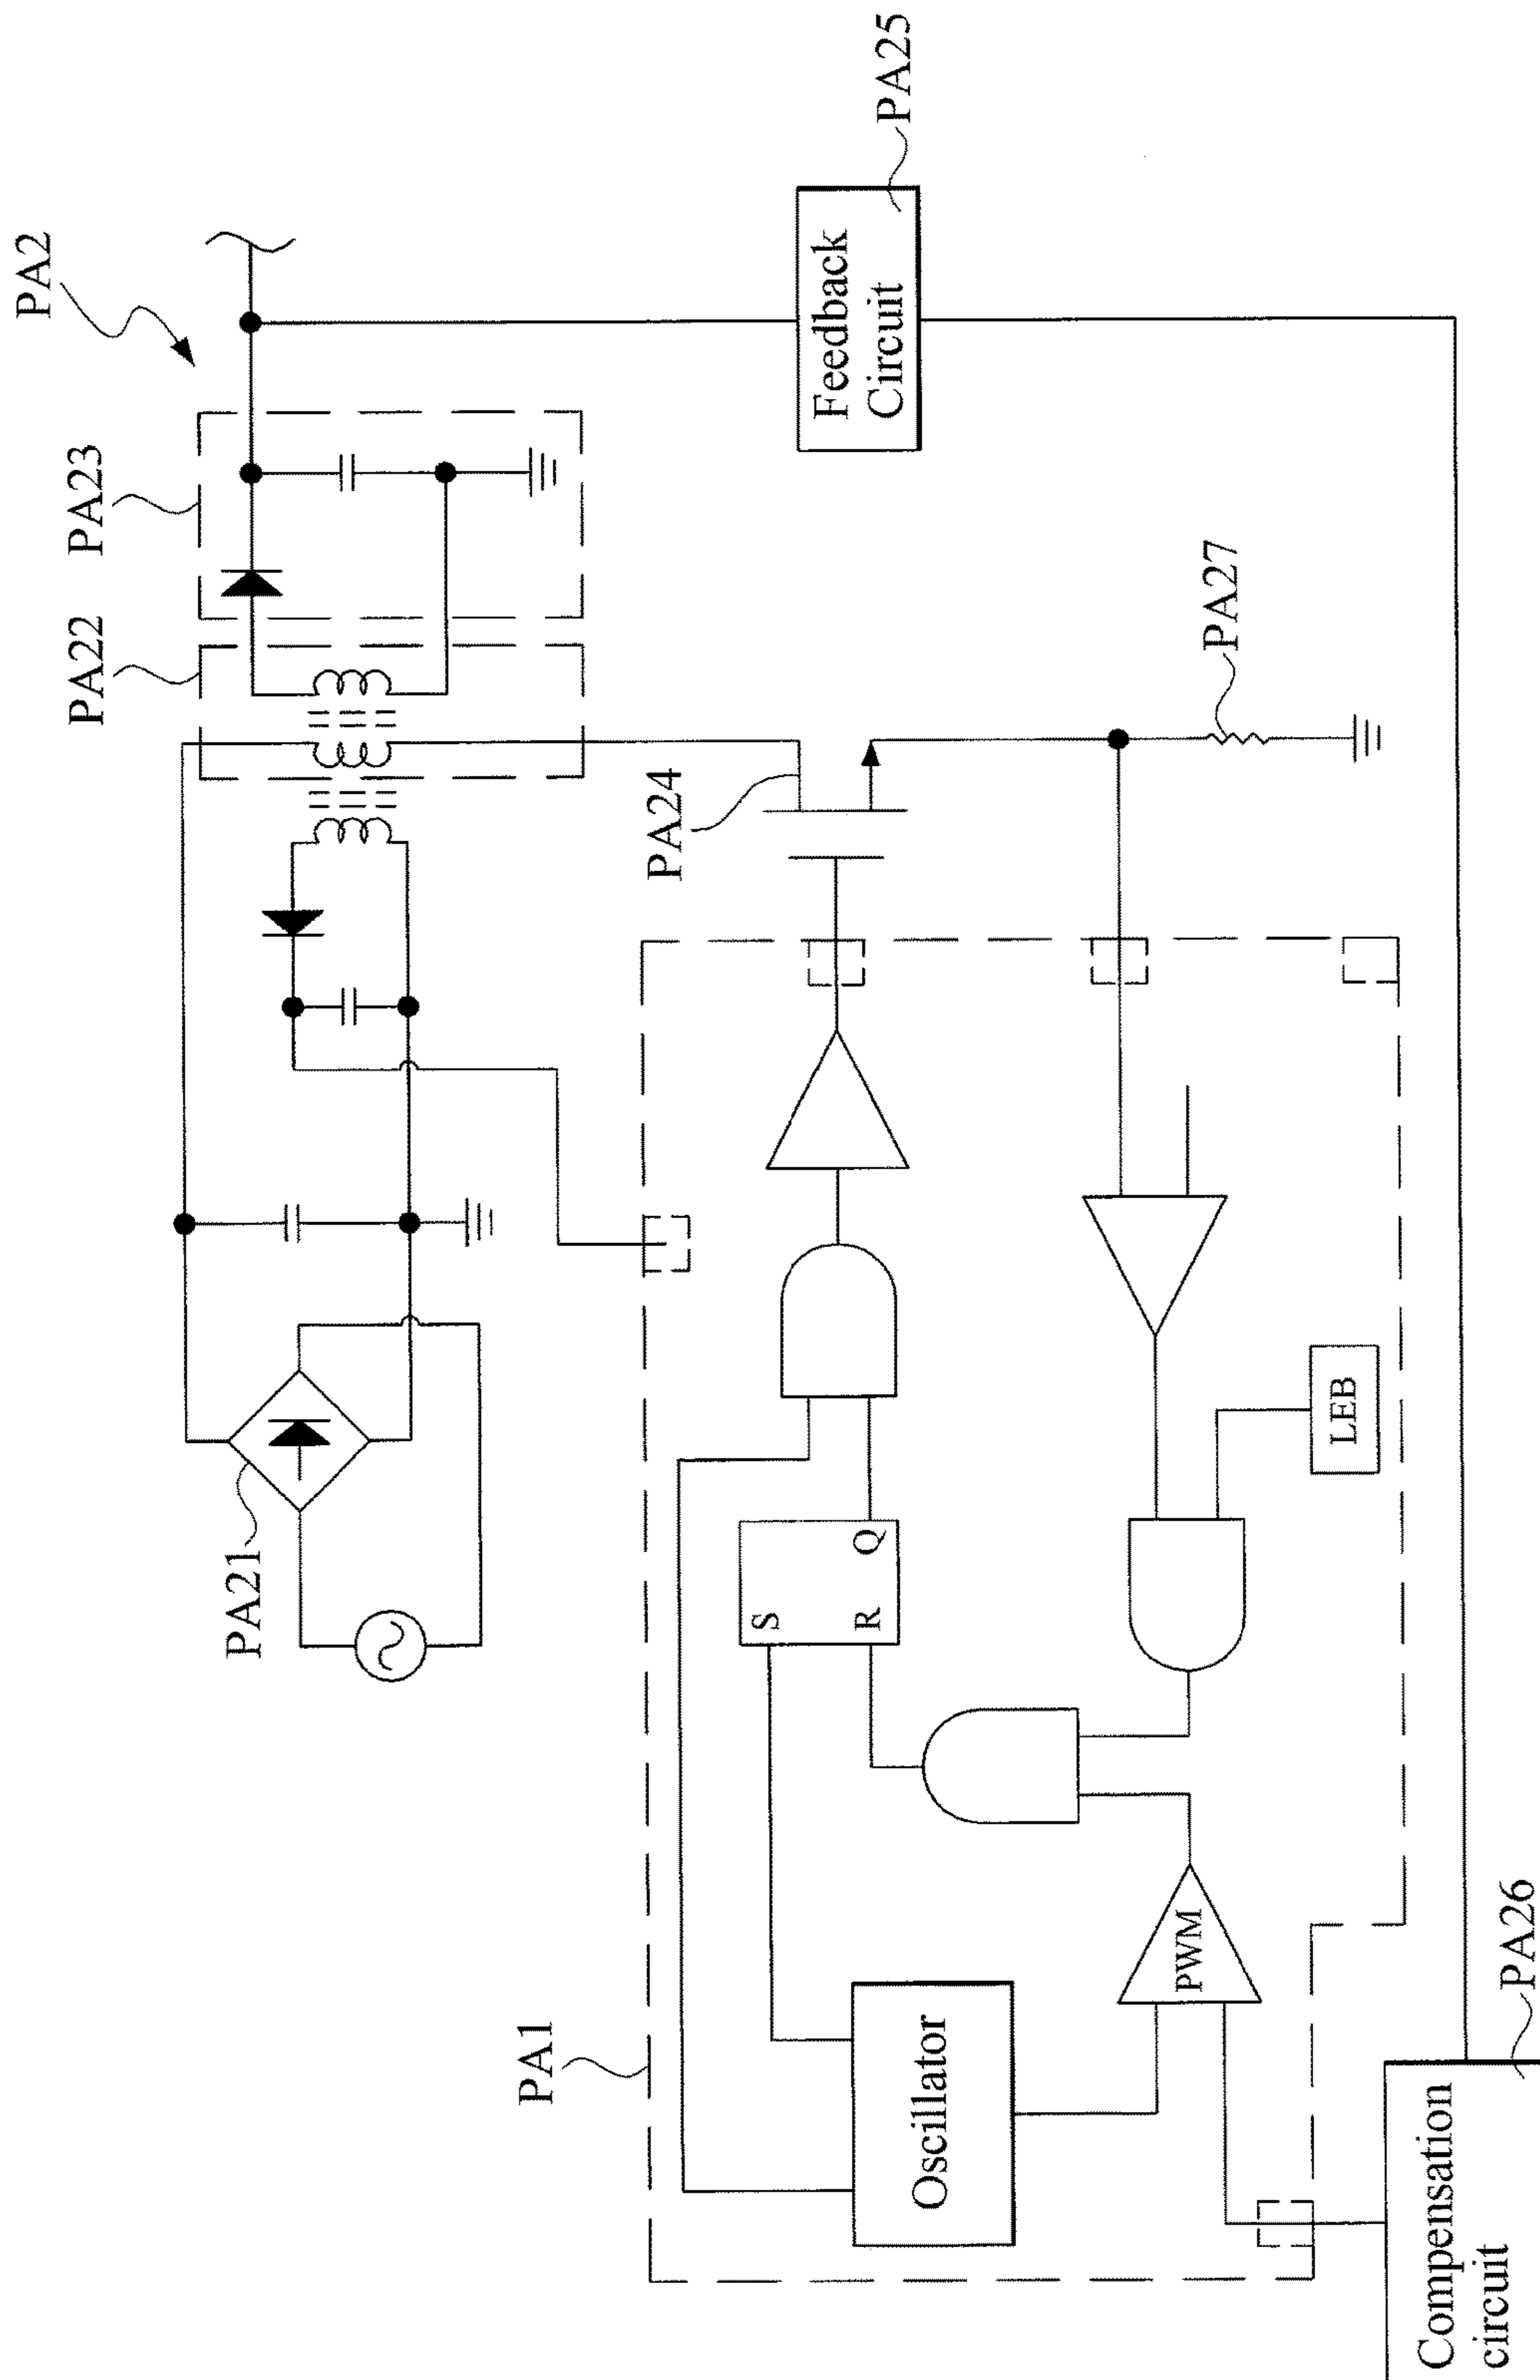 PA2
PA23
PA22
PA21
PA24
Feedback
Circuit
PA25
PA27
PA1
S
R
Q
Oscillator
PWM
LEB
Compensation
circuit
PA26